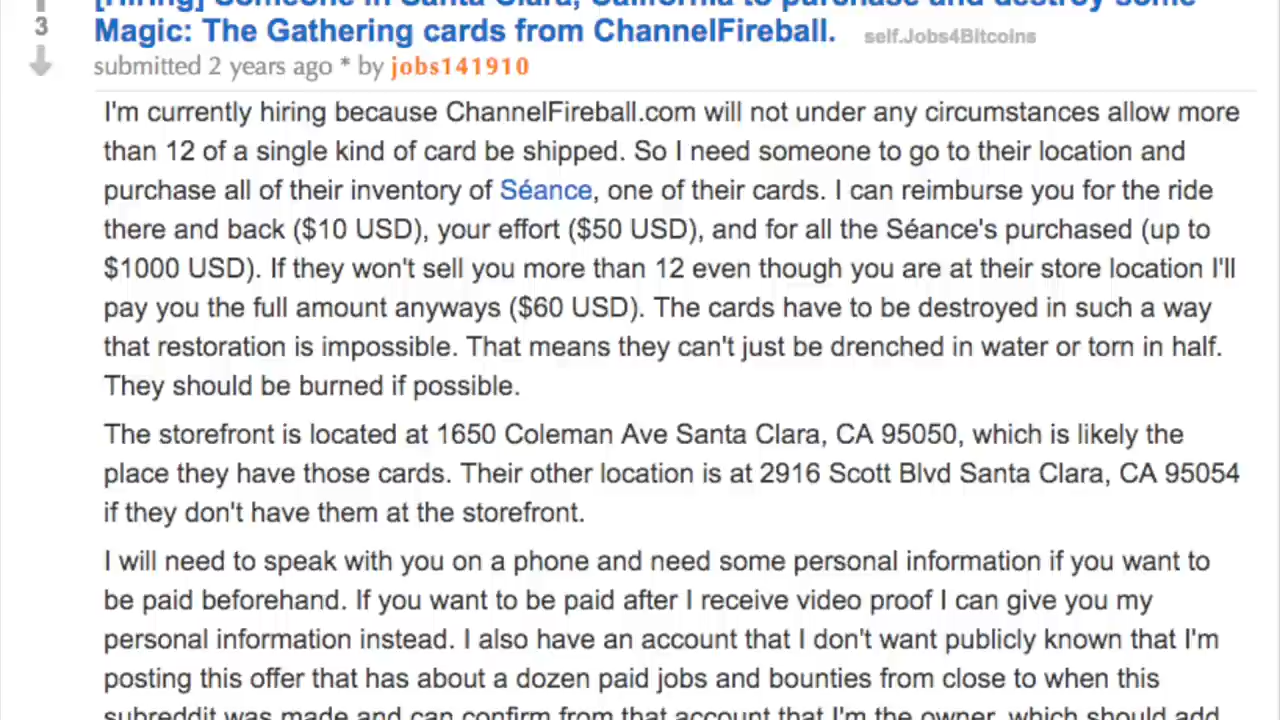 [Hiring] Someone in Santa Clara, California to purchase and destroy some
3
Magic: The Gathering cards from ChannelFireball. self.Jobs4Bitcoins
submitted 2 years ago * by jobs141910
I'm currently hiring because ChannelFireball.com will not under any circumstances allow more
than 12 of a single kind of card be shipped. So I need someone to go to their location and
purchase all of their inventory of Séance, one of their cards. I can reimburse you for the ride
there and back ($10 USD), your effort ($50 USD), and for all the Séance's purchased (up to
$1000 USD). If they won't sell you more than 12 even though you are at their store location I'll
pay you the full amount anyways ($60 USD). The cards have to be destroyed in such a way
that restoration is impossible. That means they can't just be drenched in water or torn in half.
They should be burned if possible.
The storefront is located at 1650 Coleman Ave Santa Clara, CA 95050, which is likely the
place they have those cards. Their other location is at 2916 Scott Blvd Santa Clara, CA 95054
if they don't have them at the storefront.
I will need to speak with you on a phone and need some personal information if you want to
be paid beforehand. If you want to be paid after I receive video proof I can give you my
personal information instead. I also have an account that I don't want publicly known that I'm
posting this offer that has about a dozen paid jobs and bounties from close to when this
subreddit was made and can confirm from that account that I'm the owner, which should add